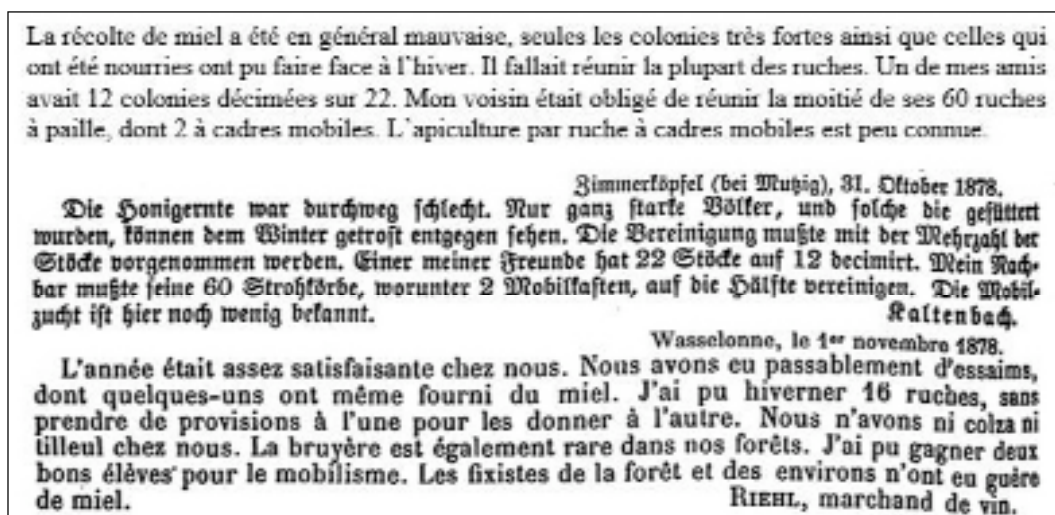 La récolte de miel a été en général mauvaise, seules les colonies très fortes ainsi que celles qui
ont été nourries ont pu faire face à l`hiver. Il fallait réunir la plupart des ruches. Un de mes amis
avait 12 colonies décimées sur 22. Mon voisin était obligé de réunir la moitié de ses 60 ruches
à paille, dont 2 à cadres mobiles. L`apiculture par ruche à cadres mobiles est peu connue.
Zimmerköpfel (bei Mutzig), 31. Oktober 1878.
Die Honigernte war durchweg schlecht. Nur ganz starke Völker, und solche die gefüttert
wurden, können dem Winter getrost entgegen sehen. Die Vereinigung mußte mit der Mehrzahl der
Stöcke vorgenommen werden. Einer meiner Freunde hat 22 Stöcke auf 12 decimirt. Mein Nach-
bar mußte seine 60 Strohkörbe, worunter 2 Mobilkasten, auf die Hälfte vereinigen. Die Mobil-
zucht ist hier noch wenig bekannt. Kaltenbach.
Wasselonne, le 1er novembre 1878.
L'année était assez satisfaisante chez nous. Nous avons eu passablement d'essaims,
dont quelques-uns ont même fourni du miel. J'ai pu hiverner 16 ruches, sans
prendre de provisions à l'une pour les donner à l'autre. Nous n'avons ni colza ni
tilleul chez nous. La bruyère est également rare dans nos forêts. J'ai pu gagner deux
bons élèves pour le mobilisme. Les fixistes de la forêt et des environs n'ont eu guère
de miel. RIEHL, marchand de vin.